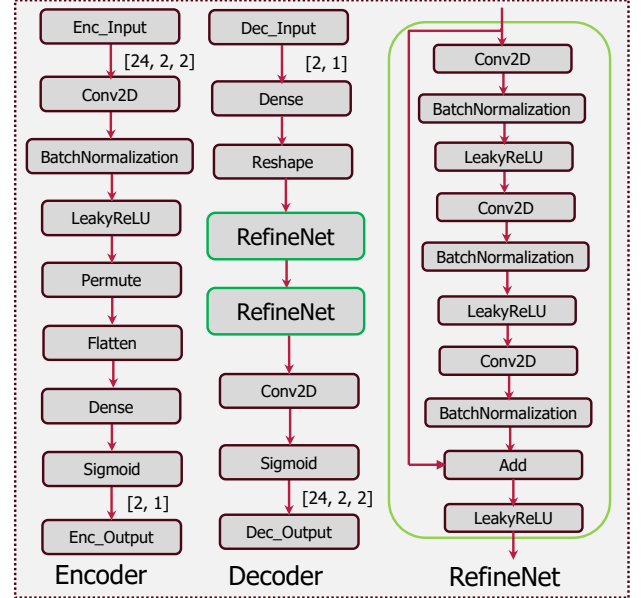 Enc_Input
[24, 2, 2]
Conv2D
BatchNormalization
LeakyReLU
Permute
Flatten
Dense
Sigmoid
[2, 1]
Enc_Output
Encoder
Dec_Input
[2, 1]
Dense
Reshape
RefineNet
RefineNet
Conv2D
Sigmoid
[24, 2, 2]
Dec_Output
Decoder
Conv2D
BatchNormalization
LeakyReLU
Conv2D
BatchNormalization
LeakyReLU
Conv2D
BatchNormalization
Add
LeakyReLU
RefineNet